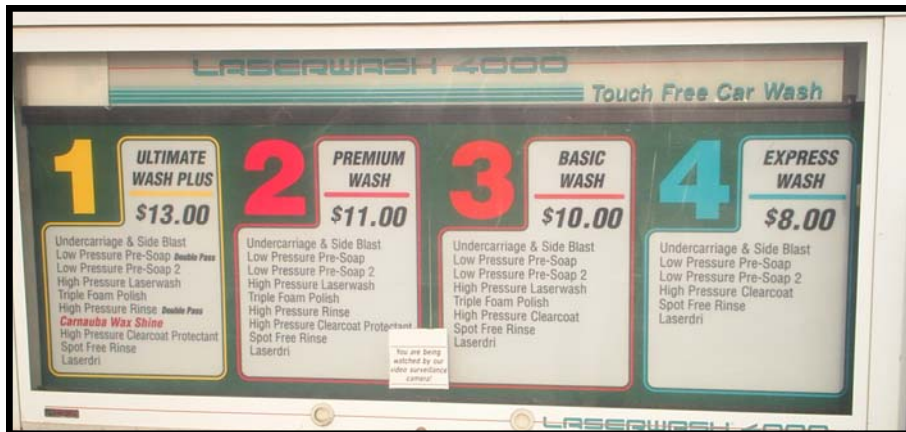 LASERWASH 4000
Touch Free Car Wash
1
ULTIMATE
WASH PLUS
$13.00
Undercarriage & Side Blast
Low Pressure Pre-Soap Double Pass
Low Pressure Pre-Soap 2
High Pressure Laserwash
Triple Foam Polish
High Pressure Rinse Double Pass
Carnauba Wax Shine
High Pressure Clearcoat Protectant
Spot Free Rinse
Laserdri
2
PREMIUM
WASH
$11.00
Undercarriage & Side Blast
Low Pressure Pre-Soap
Low Pressure Pre-Soap 2
High Pressure Laserwash
Triple Foam Polish
High Pressure Rinse
High Pressure Clearcoat Protectant
Spot Free Rinse
Laserdri
3
BASIC
WASH
$10.00
Undercarriage & Side Blast
Low Pressure Pre-Soap
Low Pressure Pre-Soap 2
High Pressure Laserwash
Triple Foam Polish
High Pressure Clearcoat
Spot Free Rinse
Laserdri
4
EXPRESS
WASH
$8.00
Undercarriage & Side Blast
Low Pressure Pre-Soap
Low Pressure Pre-Soap 2
High Pressure Clearcoat
Spot Free Rinse
You are being
watched by our
video surveillance
camera!
LASERWASH 4000